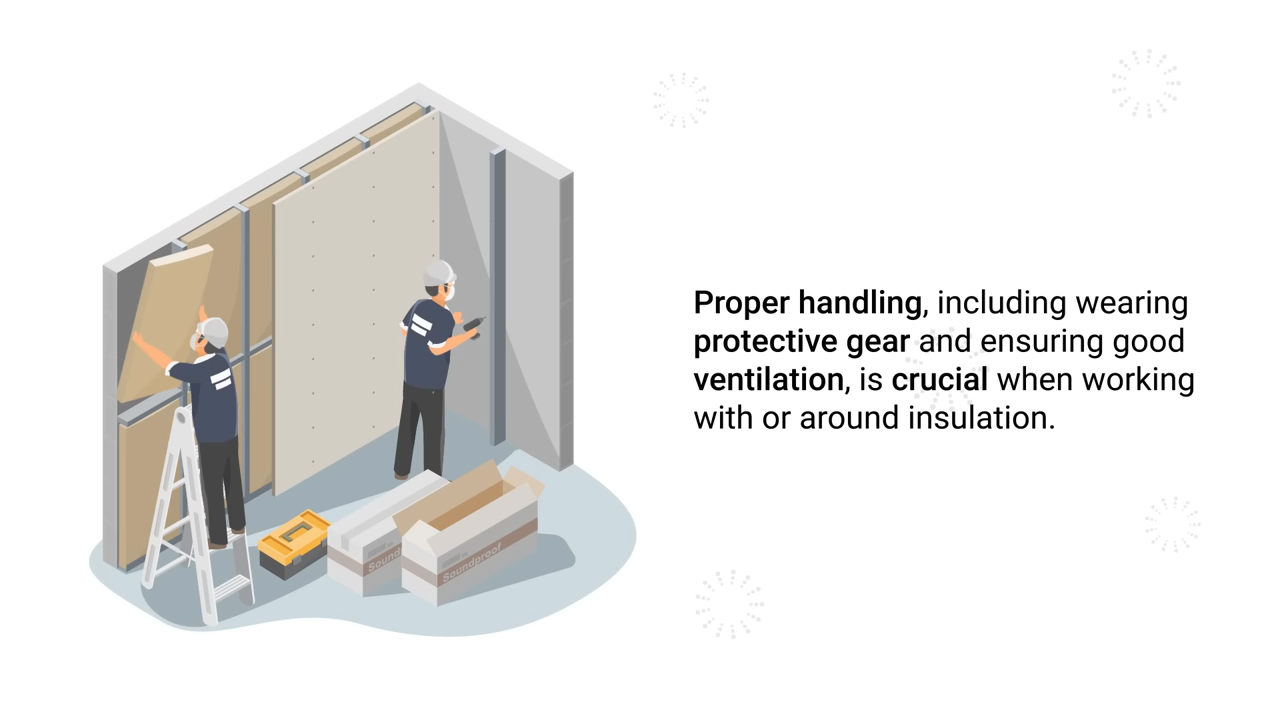 Proper handling, including wearing
protective gear and ensuring good
ventilation, is crucial when working
with or around insulation.
Sound
Soundproof